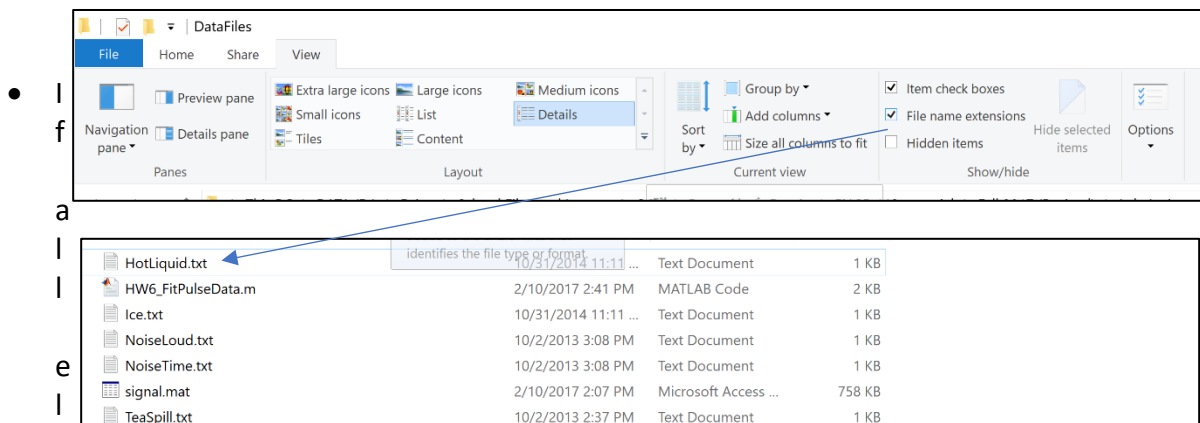 DataFiles
File Home Share View
Preview pane
Details pane
Navigation pane
Panes
Extra large icons Large icons Medium icons
Small icons List Details
Tiles Content
Layout
Sort by
Group by
Add columns
Size all columns to fit
Current view
Item check boxes
File name extensions
Hidden items
Hide selected items
Show/hide
Options
• I
f
a
l
l
e
l
identifies the file type or format.
HotLiquid.txt 10/31/2014 11:11 ... Text Document 1 KB
HW6_FitPulseData.m 2/10/2017 2:41 PM MATLAB Code 2 KB
Ice.txt 10/31/2014 11:11 ... Text Document 1 KB
NoiseLoud.txt 10/2/2013 3:08 PM Text Document 1 KB
NoiseTime.txt 10/2/2013 3:08 PM Text Document 1 KB
signal.mat 2/10/2017 2:07 PM Microsoft Access ... 758 KB
TeaSpill.txt 10/2/2013 2:37 PM Text Document 1 KB